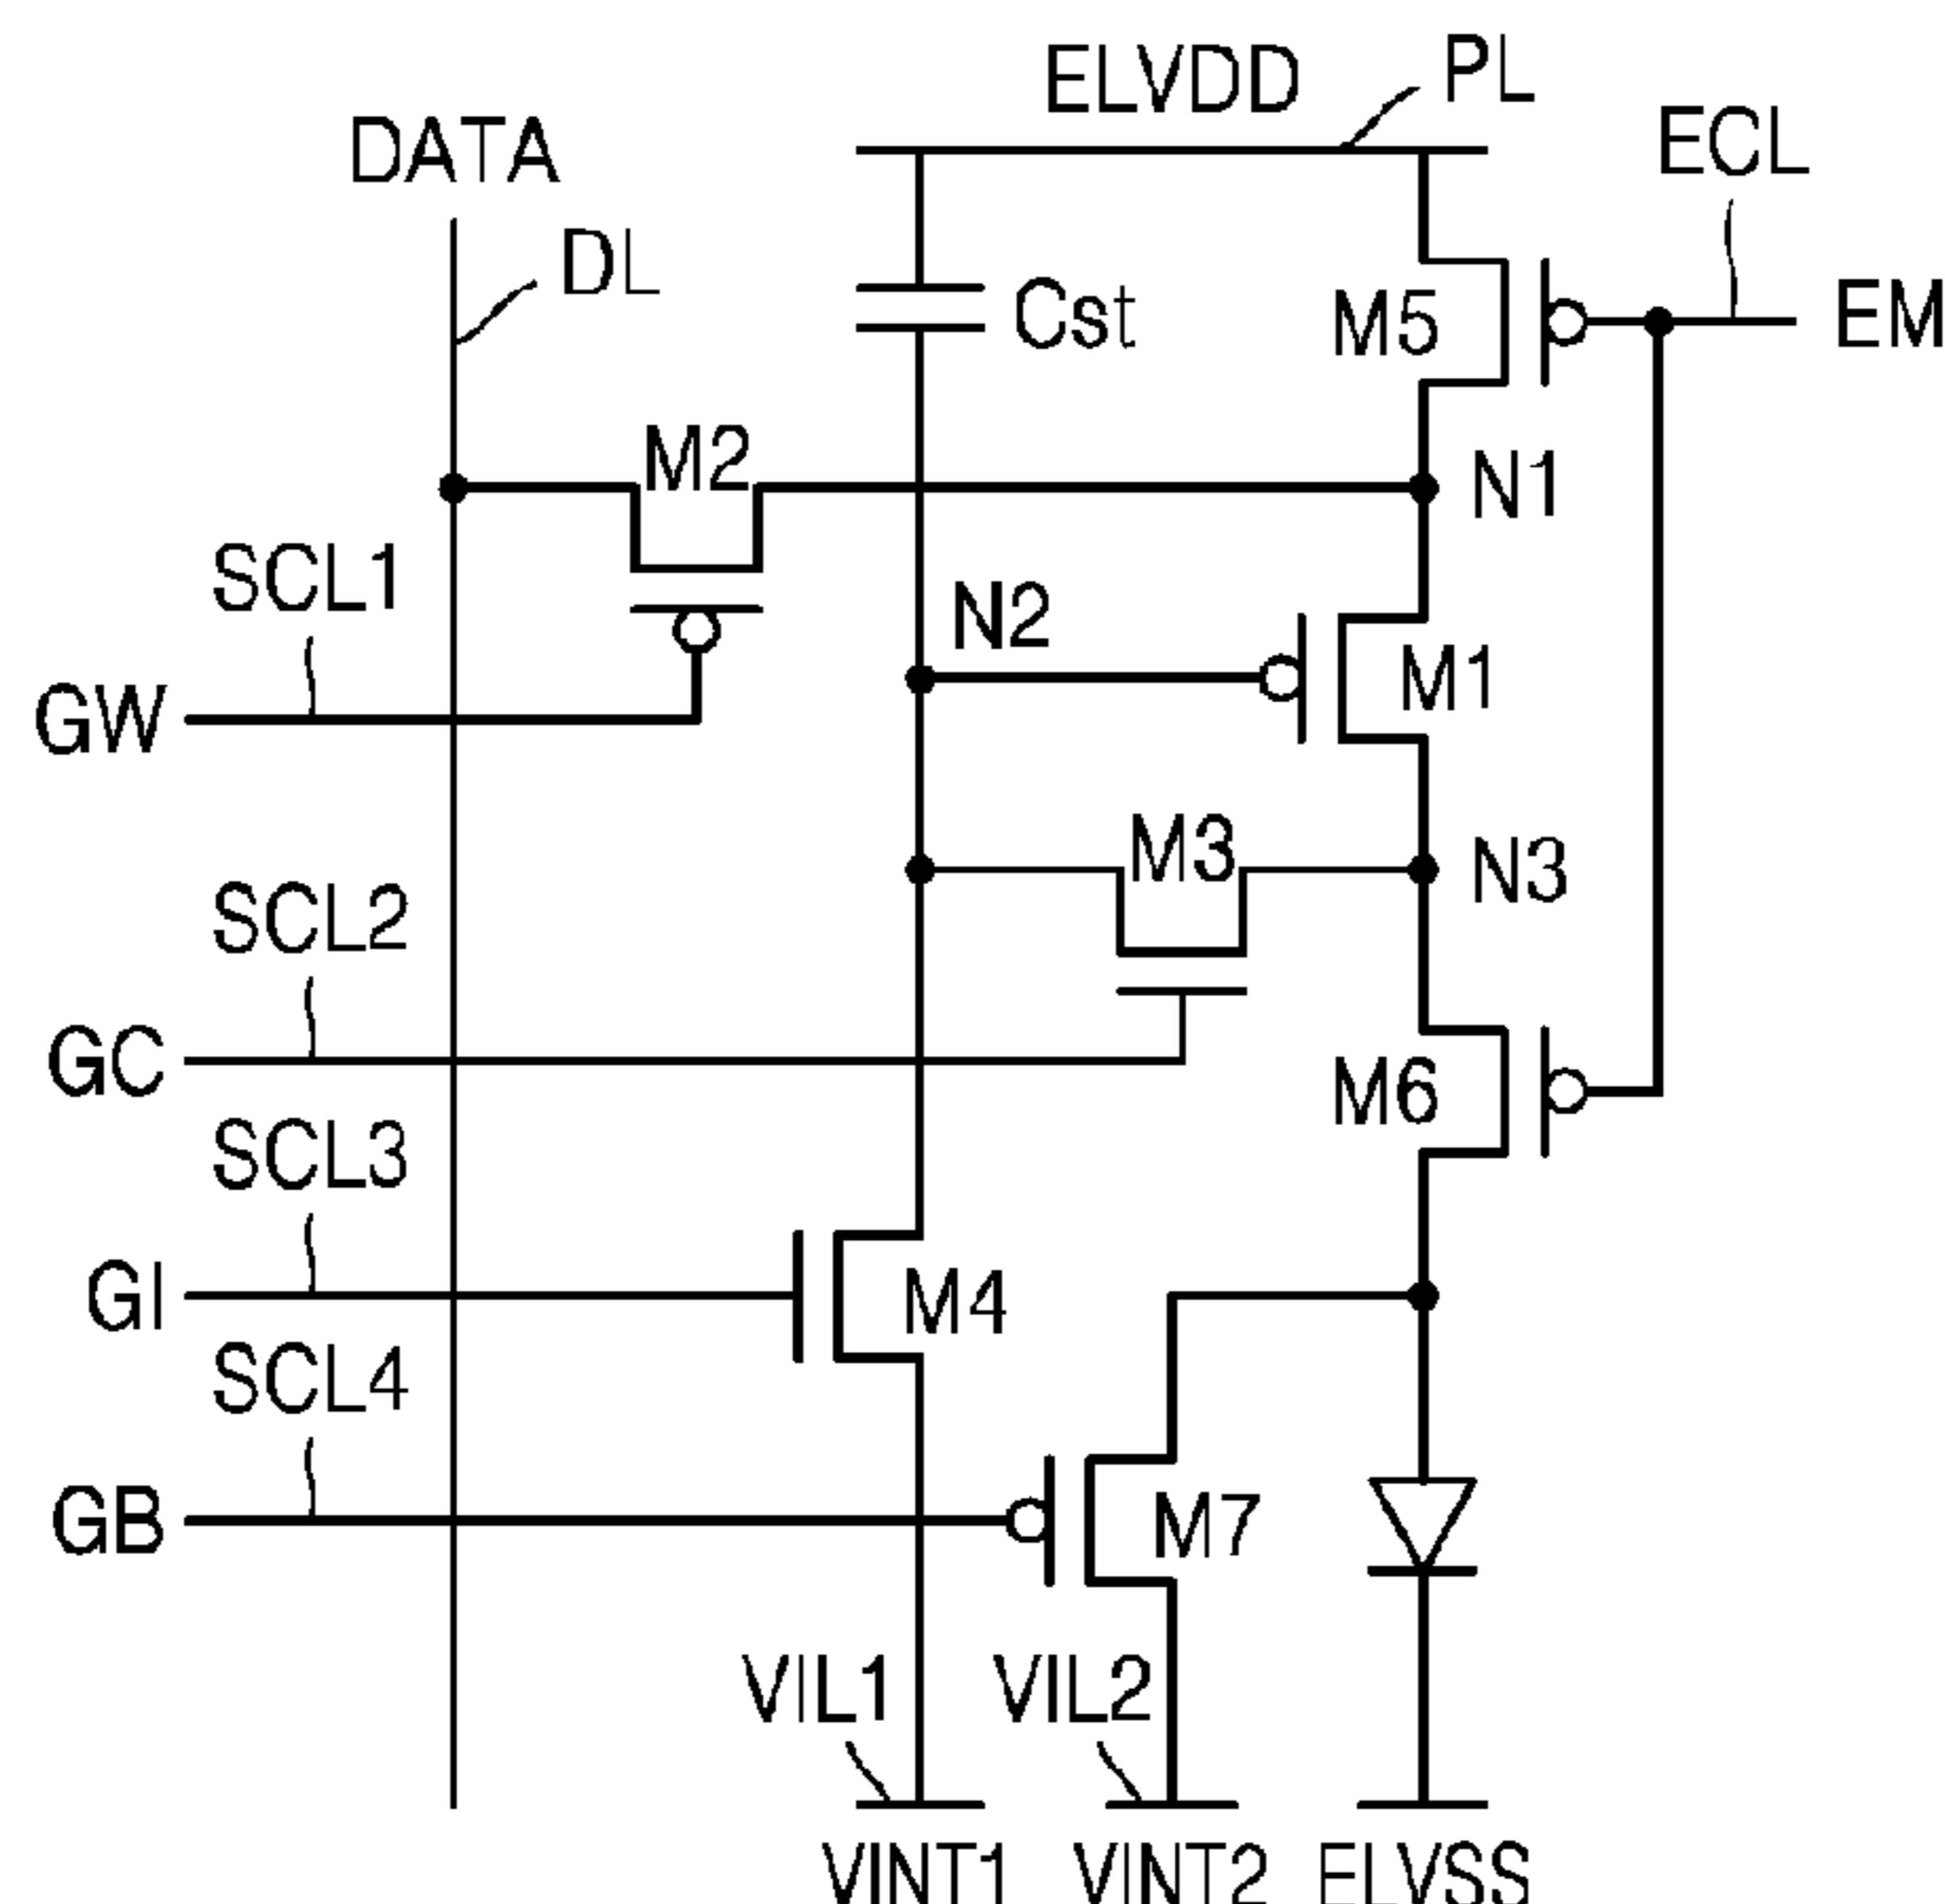 ELVDD
PL
DATA
ECL
DL
Cst
M5
EM
M2
N1
SCL1
N2
GW
M1
M3
N3
SCL2
GC
M6
SCL3
GI
M4
SCL4
GB
M7
VIL1
VIL2
VINT1
VINT2
ELVSS